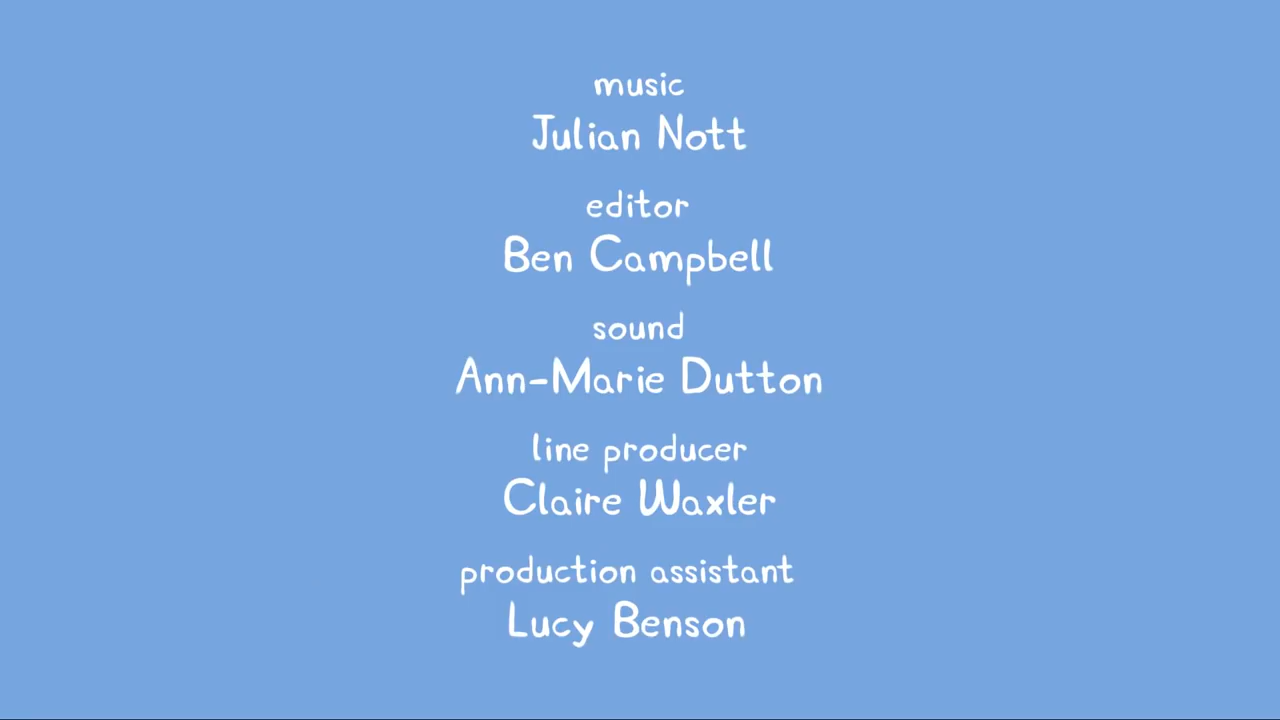 music
Julian Nott
editor
Ben Campbell
sound
Ann-Marie Dutton
line producer
Claire Waxler
production assistant
Lucy Benson